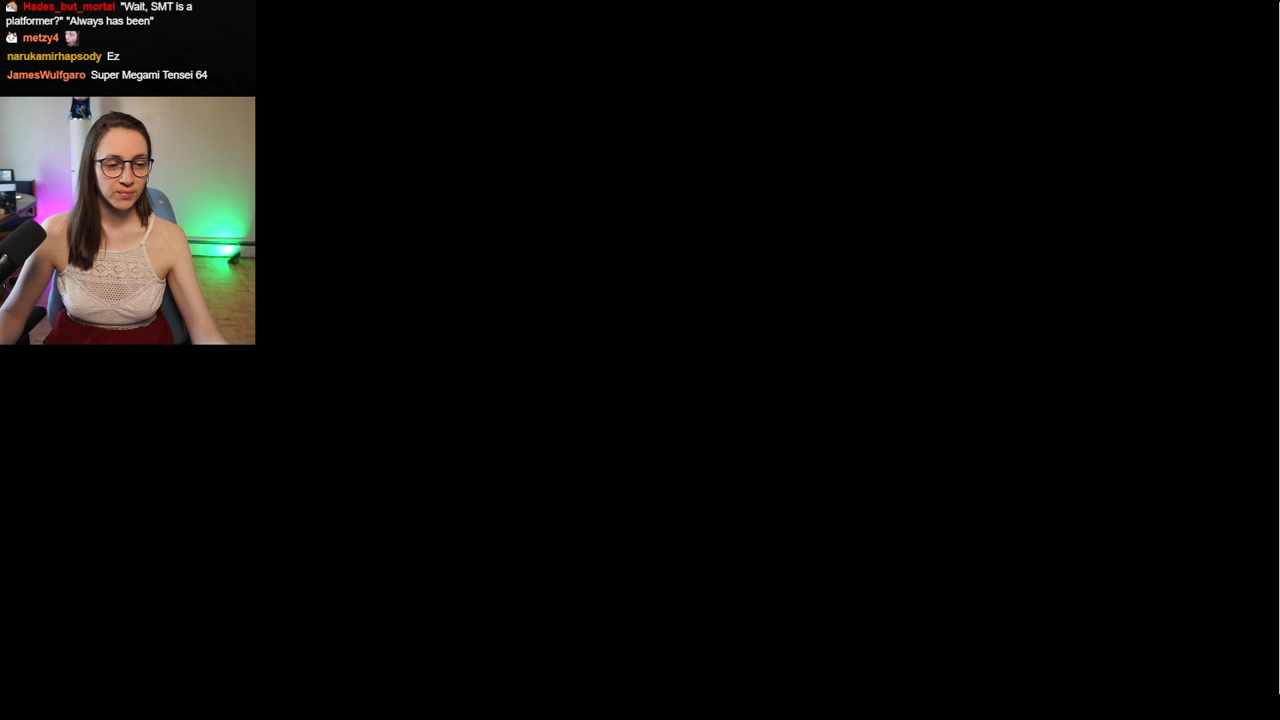 Hades_but_mortal "Wait, SMT is a
platformer?" "Always has been"
metzy4
narukamirhapsody Ez
JamesWulfgaro Super Megami Tensei 64